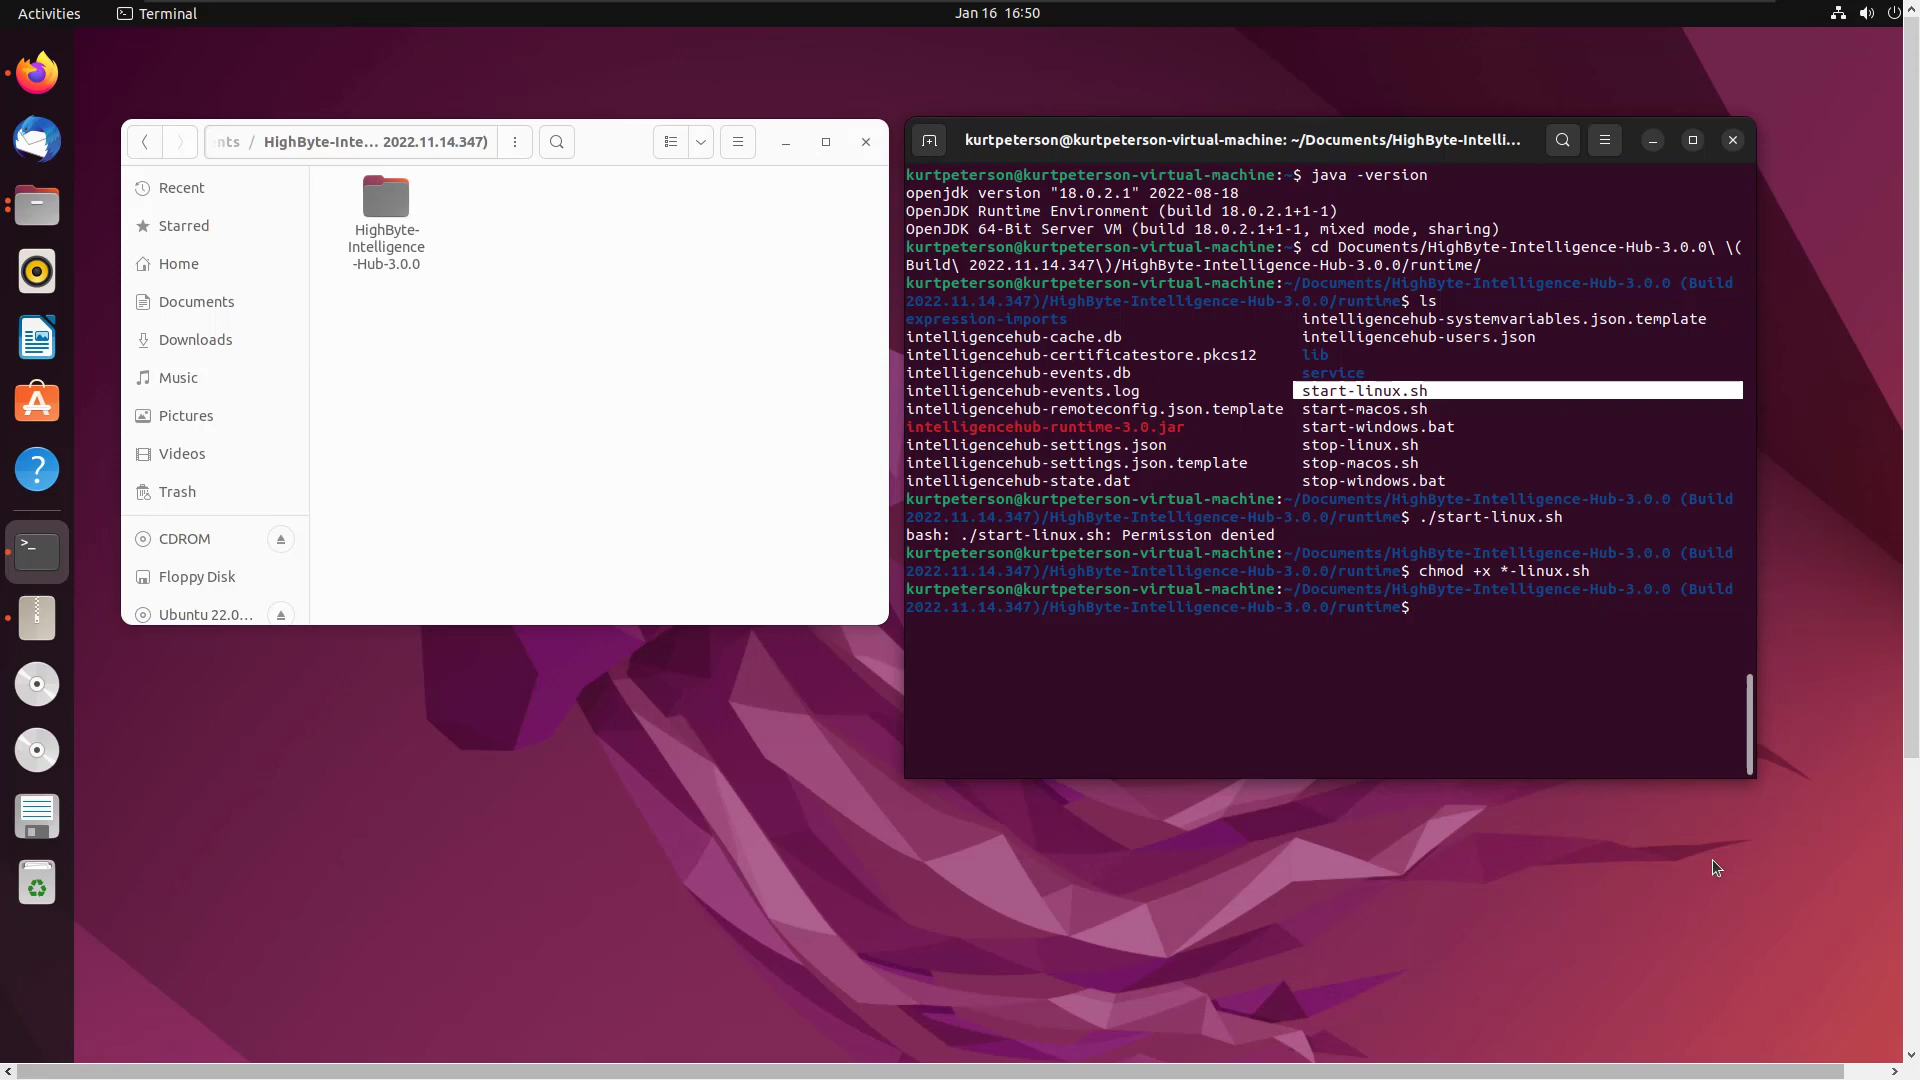 Activities
Terminal
Jan 16 16:50
nts / HighByte-Inte... 2022.11.14.347)
Recent
Starred
Home
Documents
Downloads
Music
Pictures
Videos
Trash
CDROM
Floppy Disk
Ubuntu 22.0...
HighByte-
Intelligence
-Hub-3.0.0
kurtpeterson@kurtpeterson-virtual-machine: ~/Documents/HighByte-Intelli...
kurtpeterson@kurtpeterson-virtual-machine:~$ java -version
openjdk version "18.0.2.1" 2022-08-18
OpenJDK Runtime Environment (build 18.0.2.1+1-1)
OpenJDK 64-Bit Server VM (build 18.0.2.1+1-1, mixed mode, sharing)
kurtpeterson@kurtpeterson-virtual-machine:~$ cd Documents/HighByte-Intelligence-Hub-3.0.0\ \(
Build\ 2022.11.14.347\)/HighByte-Intelligence-Hub-3.0.0/runtime/
kurtpeterson@kurtpeterson-virtual-machine:~/Documents/HighByte-Intelligence-Hub-3.0.0 (Build
2022.11.14.347)/HighByte-Intelligence-Hub-3.0.0/runtime$ ls
expression-imports intelligencehub-systemvariables.json.template
intelligencehub-cache.db intelligencehub-users.json
intelligencehub-certificatestore.pkcs12 lib
intelligencehub-events.db service
intelligencehub-events.log start-linux.sh
intelligencehub-remoteconfig.json.template start-macos.sh
intelligencehub-runtime-3.0.jar start-windows.bat
intelligencehub-settings.json stop-linux.sh
intelligencehub-settings.json.template stop-macos.sh
intelligencehub-state.dat stop-windows.bat
kurtpeterson@kurtpeterson-virtual-machine:~/Documents/HighByte-Intelligence-Hub-3.0.0 (Build
2022.11.14.347)/HighByte-Intelligence-Hub-3.0.0/runtime$ ./start-linux.sh
bash: ./start-linux.sh: Permission denied
kurtpeterson@kurtpeterson-virtual-machine:~/Documents/HighByte-Intelligence-Hub-3.0.0 (Build
2022.11.14.347)/HighByte-Intelligence-Hub-3.0.0/runtime$ chmod +x *-linux.sh
kurtpeterson@kurtpeterson-virtual-machine:~/Documents/HighByte-Intelligence-Hub-3.0.0 (Build
2022.11.14.347)/HighByte-Intelligence-Hub-3.0.0/runtime$